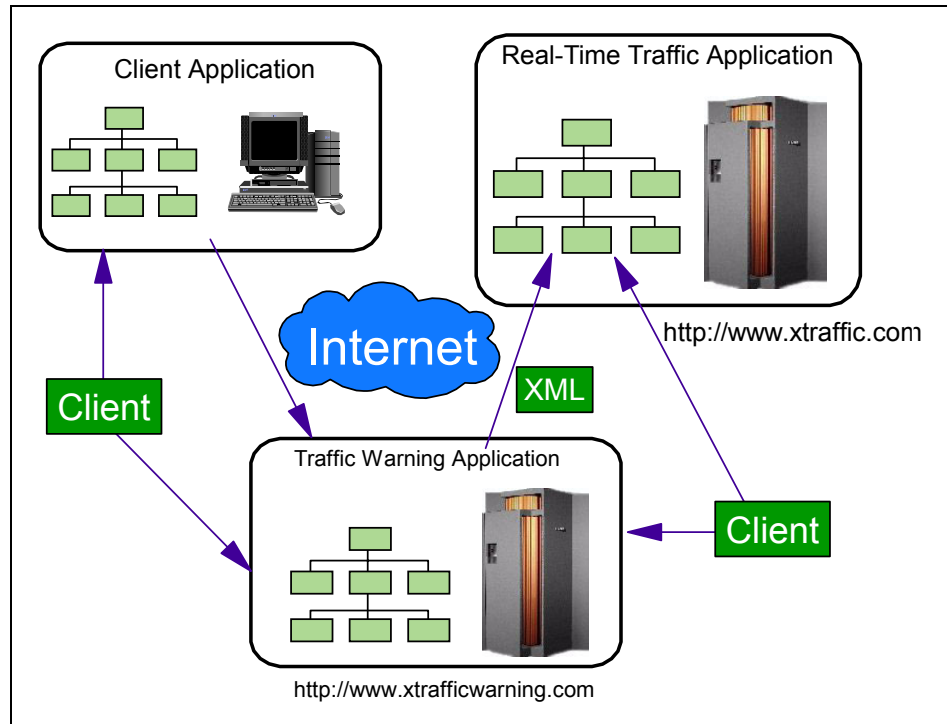 Client Application
Real-Time Traffic Application
http://www.xtraffic.com
Internet
XML
Client
Traffic Warning Application
Client
http://www.xtrafficwarning.com